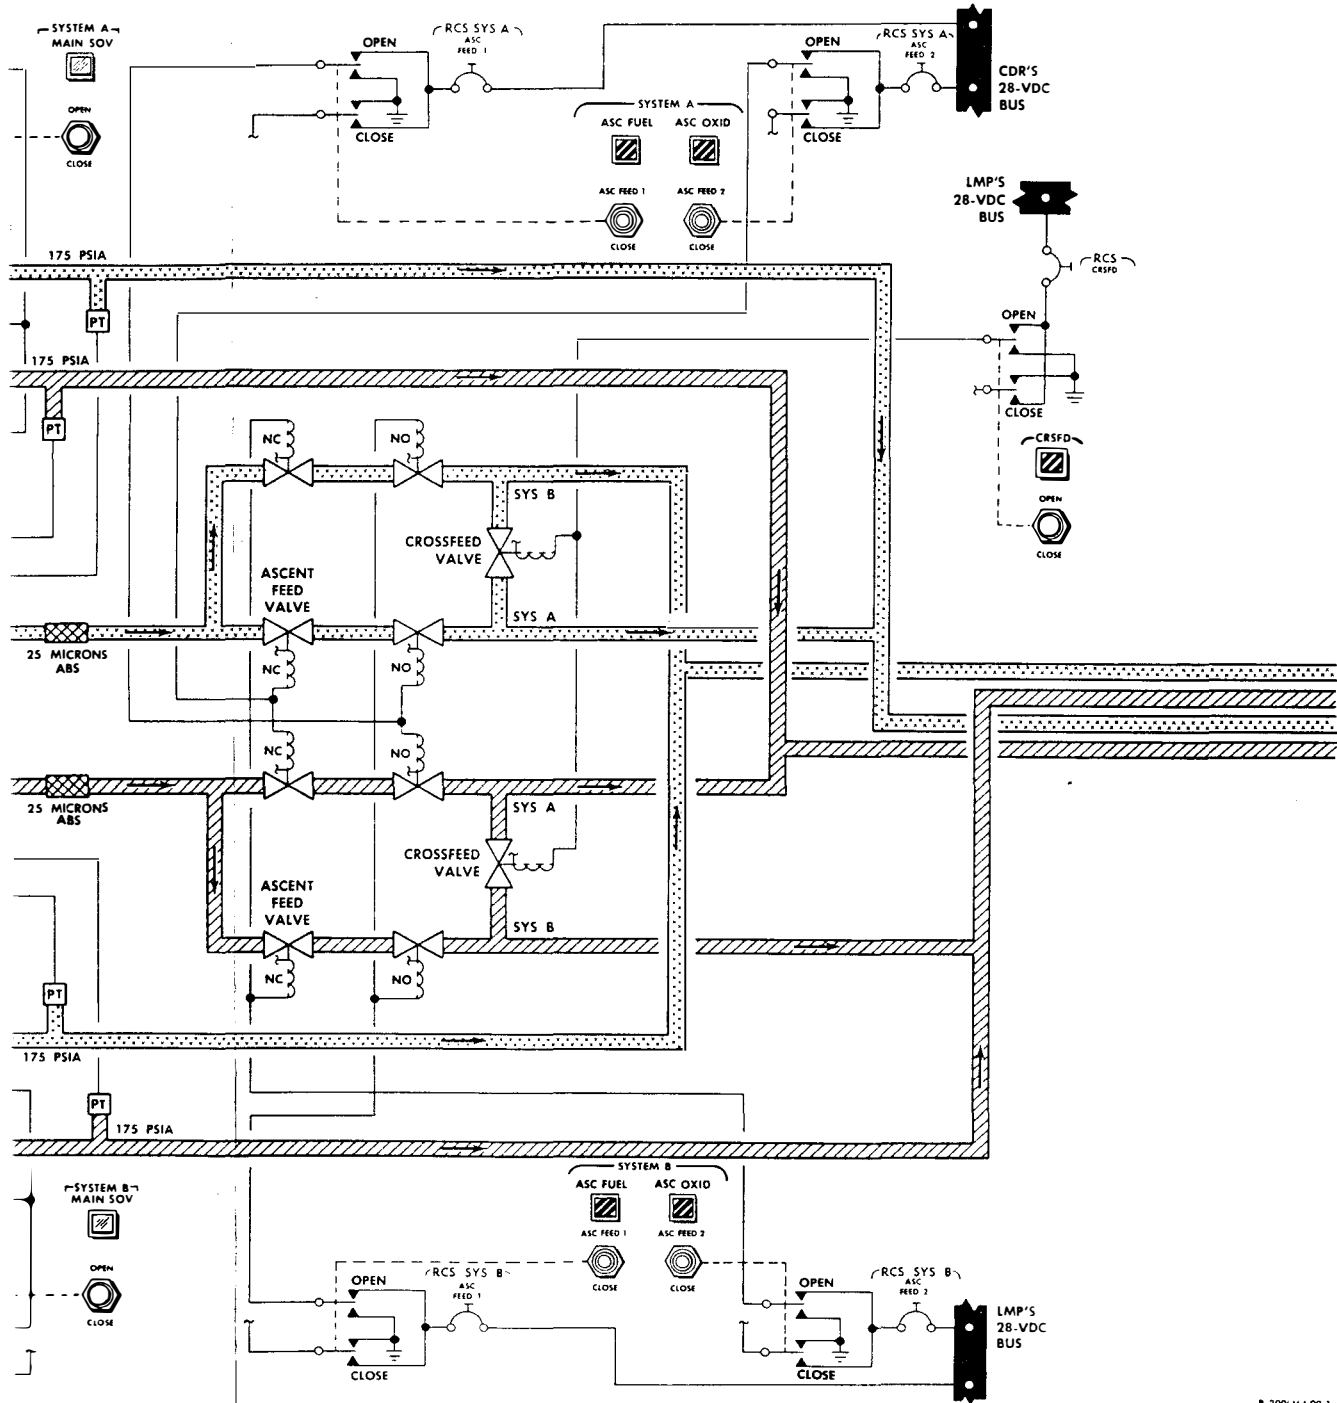 SYSTEM A
MAIN SOV
OPEN
CLOSE
OPEN
CLOSE
RCS SYS A
ASC
FEED 1
SYSTEM A
ASC FUEL
ASC OXID
ASC FEED 1
ASC FEED 2
CLOSE
CLOSE
OPEN
CLOSE
RCS SYS A
ASC
FEED 2
CDR'S
28-VDC
BUS
LMP'S
28-VDC
BUS
RCS
CRSFD
OPEN
CLOSE
CRSFD
OPEN
CLOSE
175 PSIA
PT
175 PSIA
PT
NC
NO
SYS B
CROSSFEED
VALVE
ASCENT
FEED
VALVE
SYS A
25 MICRONS
ABS
NC
NO
NC
NO
25 MICRONS
ABS
SYS A
CROSSFEED
VALVE
ASCENT
FEED
VALVE
SYS B
NC
NO
PT
175 PSIA
PT
175 PSIA
SYSTEM B
MAIN SOV
OPEN
CLOSE
SYSTEM B
ASC FUEL
ASC OXID
ASC FEED 1
ASC FEED 2
CLOSE
CLOSE
OPEN
CLOSE
RCS SYS B
ASC
FEED 1
OPEN
CLOSE
RCS SYS B
ASC
FEED 2
LMP'S
28-VDC
BUS